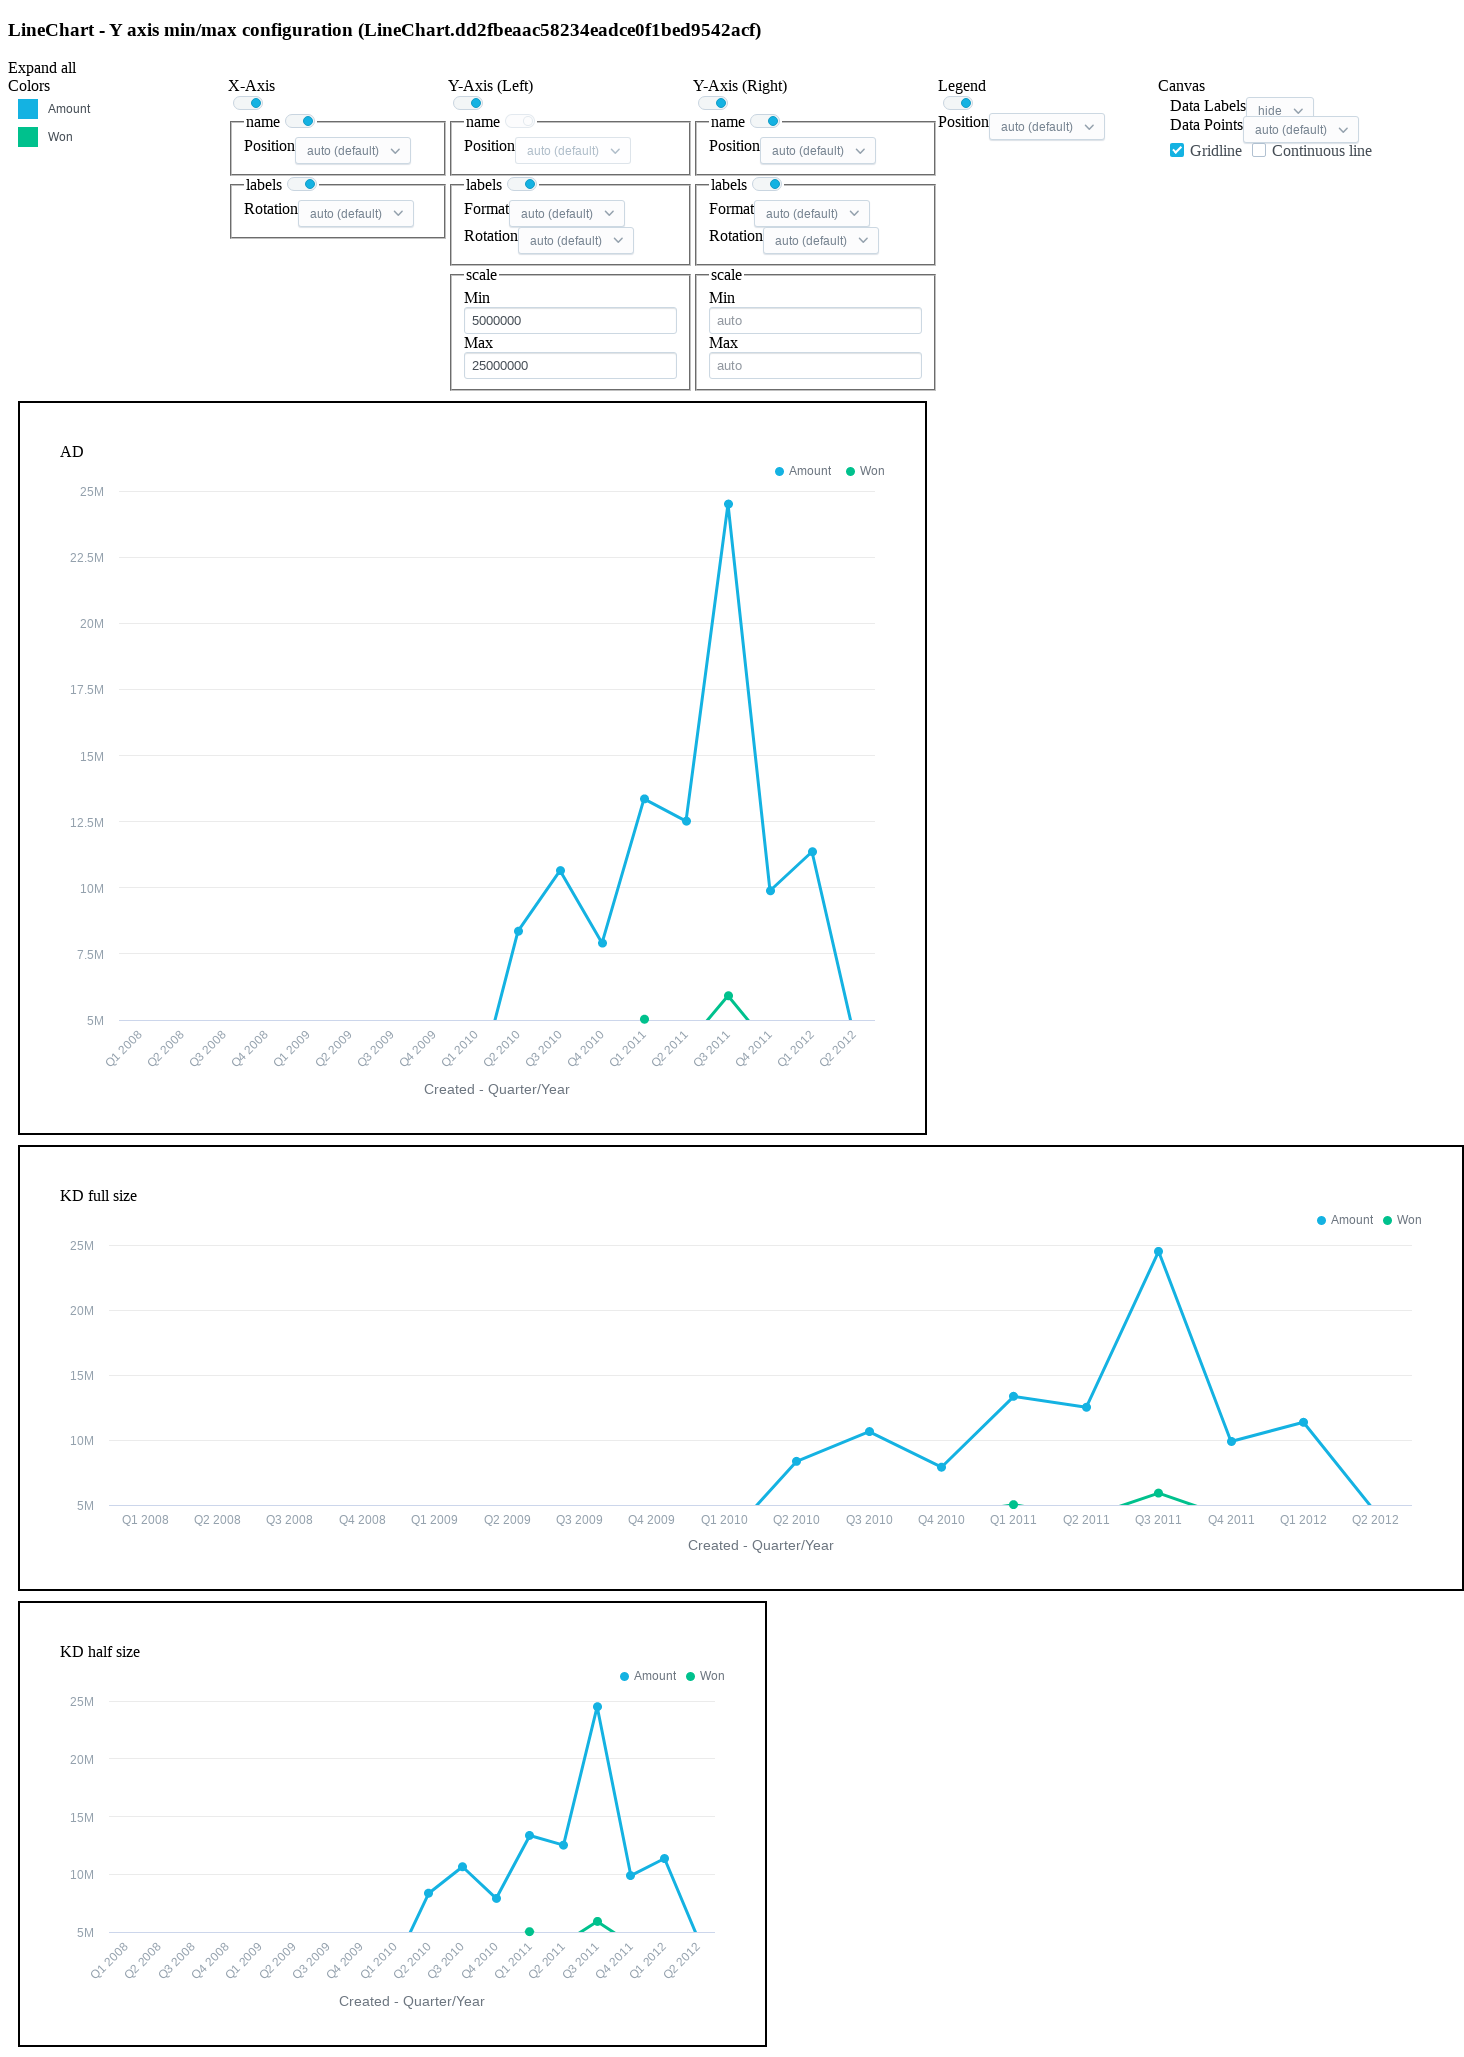 LineChart - Y axis min/max configuration (LineChart.dd2fbeaac58234eadce0f1bed9542acf)
Expand all
Colors
Amount
Won
X-Axis
name
Position auto (default)
labels
Rotation auto (default)
Y-Axis (Left)
name
Position auto (default)
labels
Format auto (default)
Rotation auto (default)
scale
Min
5000000
Max
25000000
Y-Axis (Right)
name
Position auto (default)
labels
Format auto (default)
Rotation auto (default)
scale
Min
auto
Max
auto
Legend
Position auto (default)
Canvas
Data Labels hide
Data Points auto (default)
Gridline Continuous line
AD
Amount Won
25M
22.5M
20M
17.5M
15M
12.5M
10M
7.5M
5M
Q1 2008 Q2 2008 Q3 2008 Q4 2008 Q1 2009 Q2 2009 Q3 2009 Q4 2009 Q1 2010 Q2 2010 Q3 2010 Q4 2010 Q1 2011 Q2 2011 Q3 2011 Q4 2011 Q1 2012 Q2 2012
Created - Quarter/Year
KD full size
Amount Won
25M
20M
15M
10M
5M
Q1 2008 Q2 2008 Q3 2008 Q4 2008 Q1 2009 Q2 2009 Q3 2009 Q4 2009 Q1 2010 Q2 2010 Q3 2010 Q4 2010 Q1 2011 Q2 2011 Q3 2011 Q4 2011 Q1 2012 Q2 2012
Created - Quarter/Year
KD half size
Amount Won
25M
20M
15M
10M
5M
Q1 2008 Q2 2008 Q3 2008 Q4 2008 Q1 2009 Q2 2009 Q3 2009 Q4 2009 Q1 2010 Q2 2010 Q3 2010 Q4 2010 Q1 2011 Q2 2011 Q3 2011 Q4 2011 Q1 2012 Q2 2012
Created - Quarter/Year